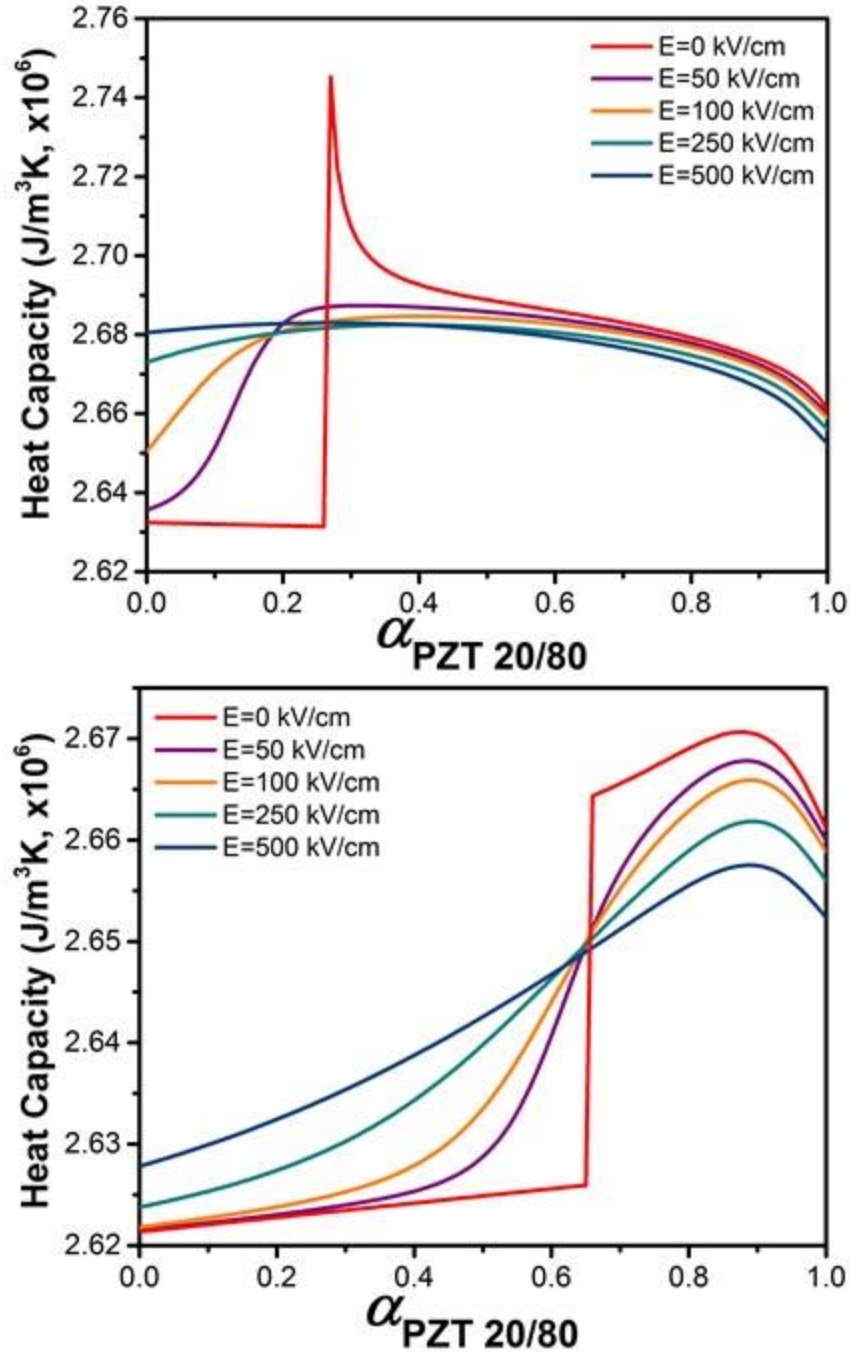 2.76
2.74
2.72
2.70
2.68
2.66
2.64
2.62
Heat Capacity (J/m³K, x10⁶)
E=0 kV/cm
E=50 kV/cm
E=100 kV/cm
E=250 kV/cm
E=500 kV/cm
0.0 0.2 0.4 0.6 0.8 1.0
α PZT 20/80
2.67
2.66
2.65
2.64
2.63
2.62
Heat Capacity (J/m³K, x10⁶)
E=0 kV/cm
E=50 kV/cm
E=100 kV/cm
E=250 kV/cm
E=500 kV/cm
0.0 0.2 0.4 0.6 0.8 1.0
α PZT 20/80